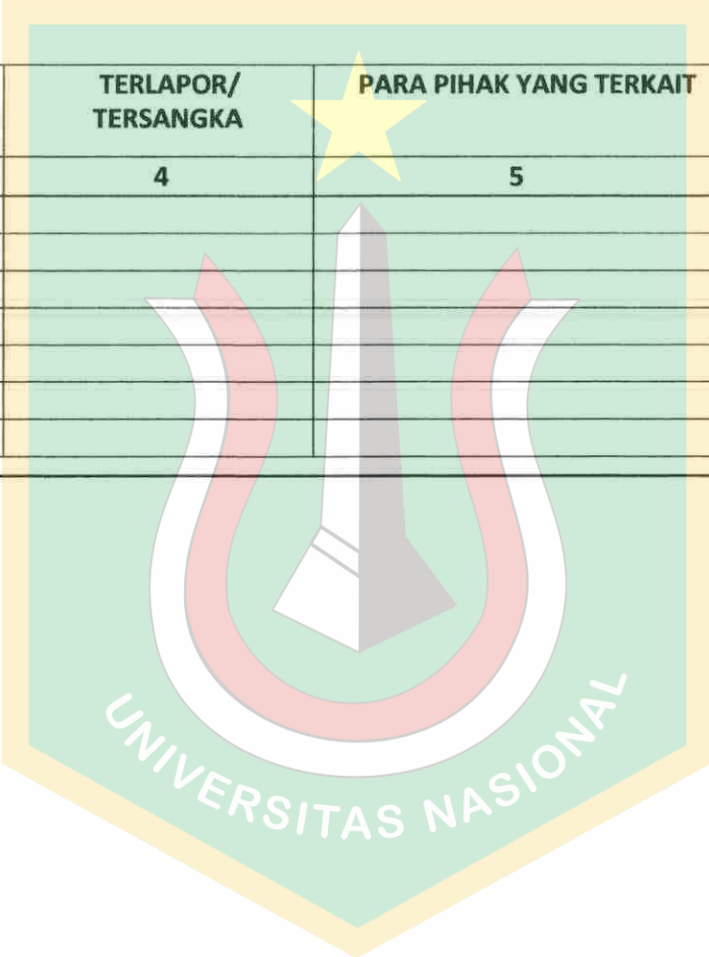 TERLAPOR/
TERSANGKA
PARA PIHAK YANG TERKAIT
4
5
UNIVERSITAS NASIONAL